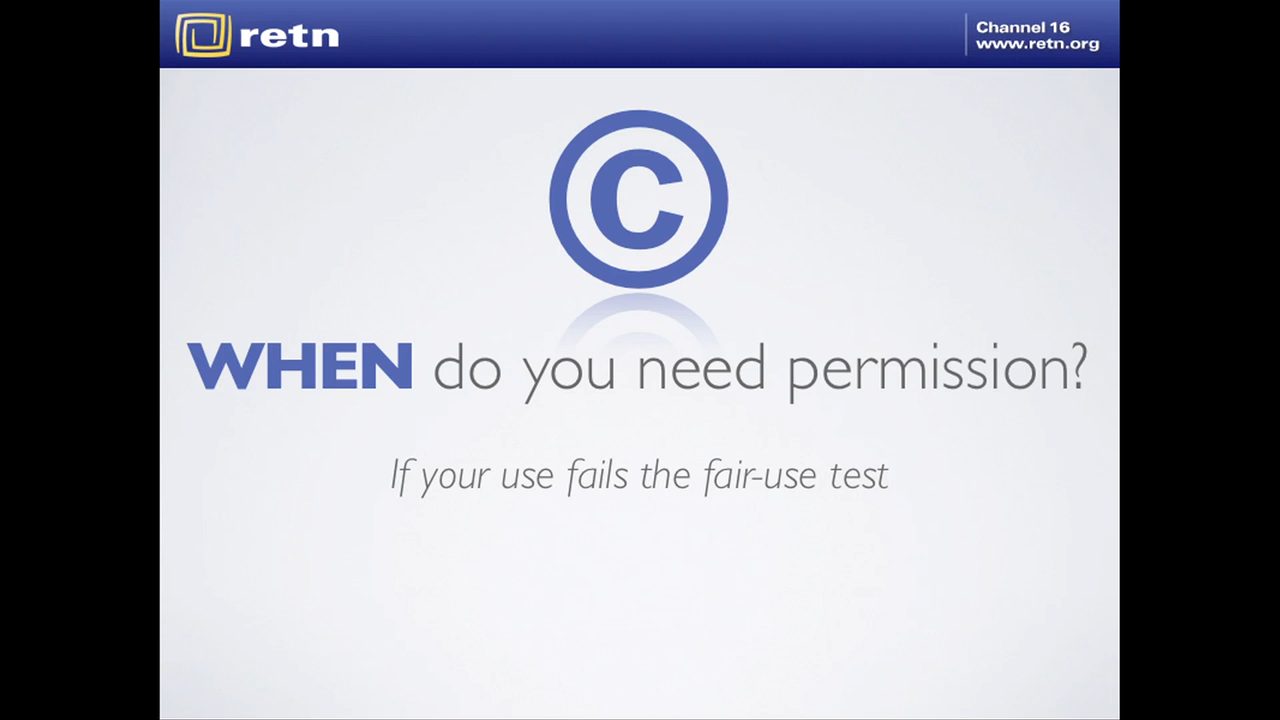 retn
Channel 16
www.retn.org
©
WHEN do you need permission?
If your use fails the fair-use test